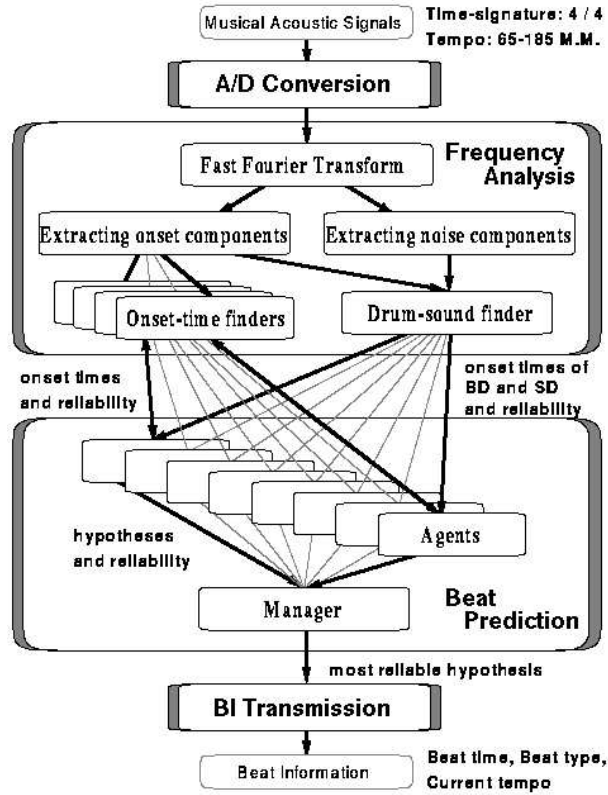 Musical Acoustic Signals
Time-signature: 4 / 4
Tempo: 65-185 M.M.
A/D Conversion
Fast Fourier Transform
Frequency
Analysis
Extracting onset components
Extracting noise components
Onset-time finders
Drum-sound finder
onset times
and reliability
onset times of
BD and SD
and reliability
hypotheses
and reliability
Agents
Manager
Beat
Prediction
most reliable hypothesis
BI Transmission
Beat Information
Beat time, Beat type,
Current tempo